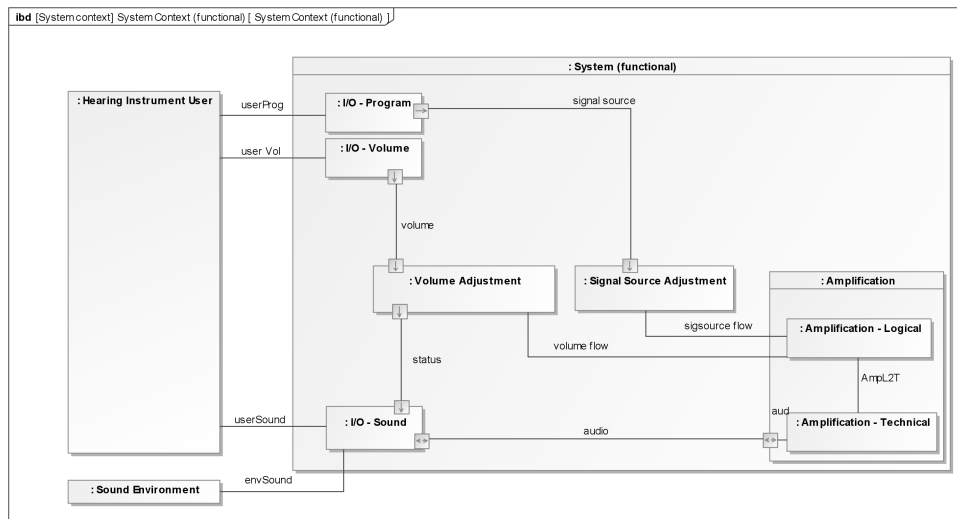 ibd [System context] System Context (functional) [ System Context (functional) ]
: System (functional)
: Hearing Instrument User
userProg
: I/O - Program
signal source
user Vol
: I/O - Volume
volume
: Volume Adjustment
: Signal Source Adjustment
: Amplification
: Amplification - Logical
sigsource flow
volume flow
status
AmpL2T
aud
userSound
: I/O - Sound
audio
: Amplification - Technical
envSound
: Sound Environment